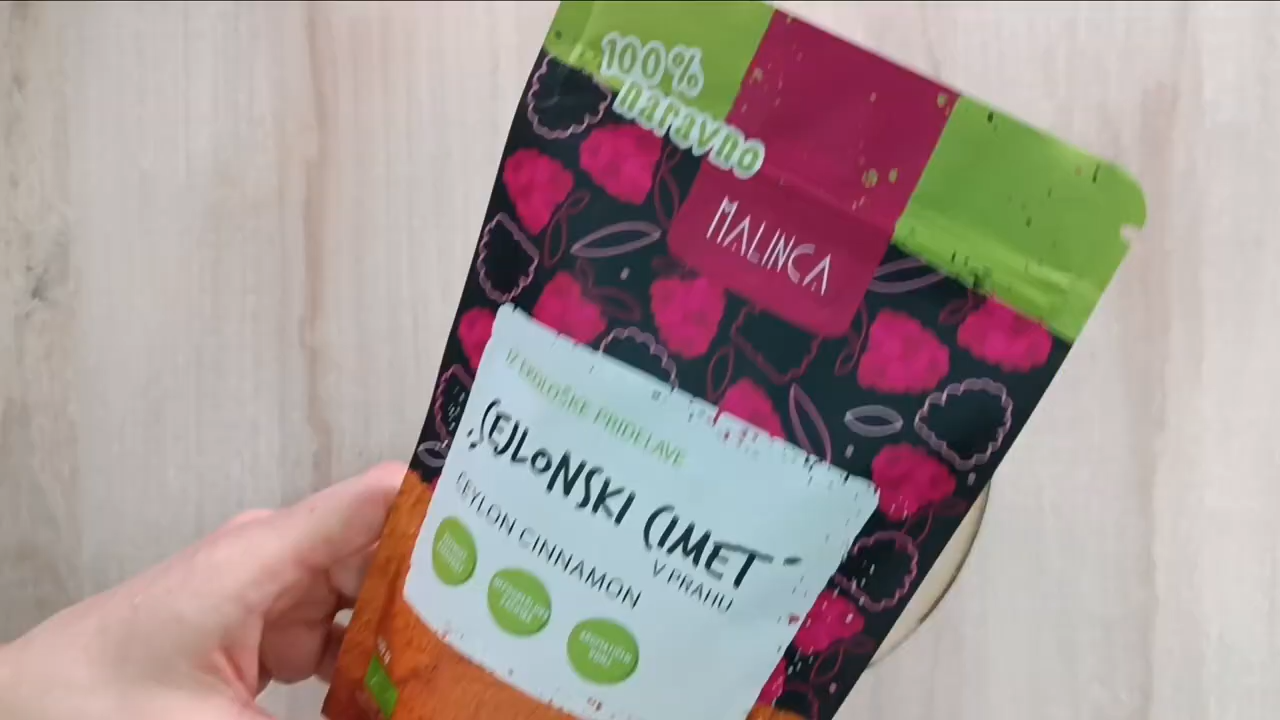 100%
naravno
MALINCA
IZ EKOLOŠKE PRIDELAVE
CEJLONSKI CIMET
V PRAHU
CEYLON CINNAMON